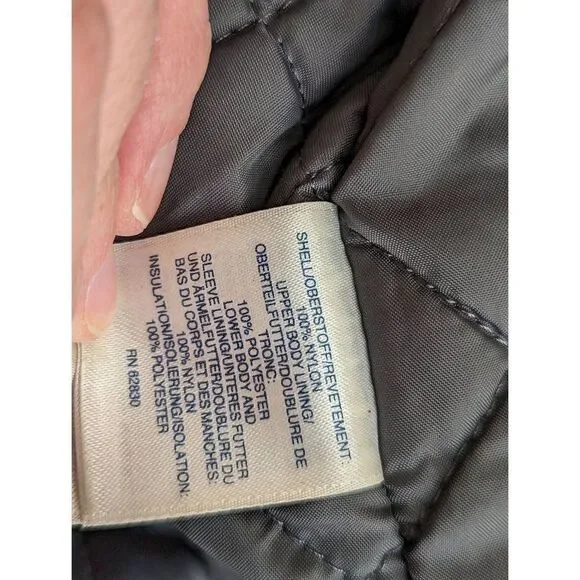 SHELL/OBERSTOFF/REVETEMENT:
100% NYLON
UPPER BODY LINING/
OBERTEILFUTTER/DOUBLURE DE
TRONC:
100% POLYESTER
LOWER BODY AND
SLEEVE LINING/UNTERES FUTTER
UND ÄRMELFUTTER/DOUBLURE DU
BAS DU CORPS ET DES MANCHES:
100% NYLON
INSULATION/ISOLIERUNG/ISOLATION:
100% POLYESTER
RN 62830